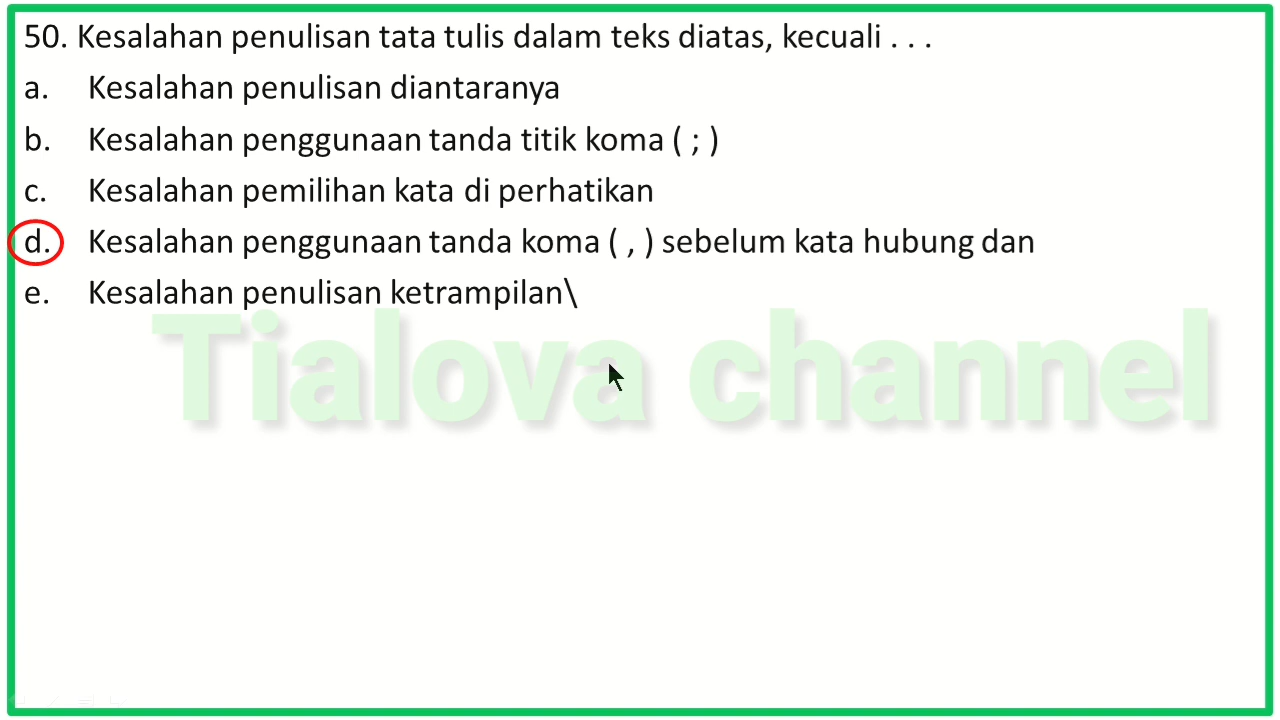 50. Kesalahan penulisan tata tulis dalam teks diatas, kecuali . . .
a. Kesalahan penulisan diantaranya
b. Kesalahan penggunaan tanda titik koma ( ; )
c. Kesalahan pemilihan kata di perhatikan
d. Kesalahan penggunaan tanda koma ( , ) sebelum kata hubung dan
e. Kesalahan penulisan ketrampilan\
Tialova channel